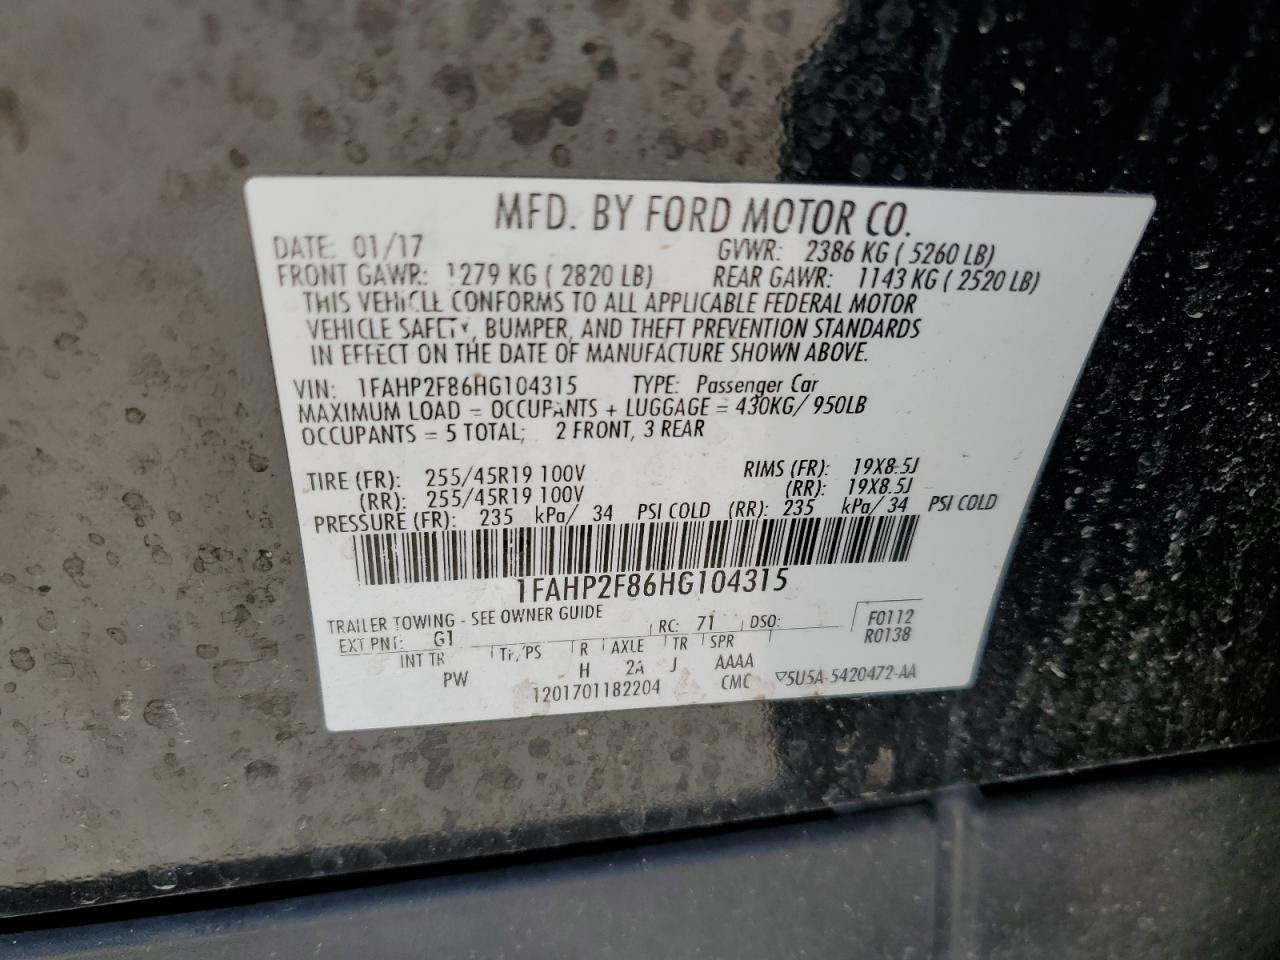 MFD. BY FORD MOTOR CO.
DATE: 01/17 GVWR: 2386 KG ( 5260 LB)
FRONT GAWR: 1279 KG ( 2820 LB) REAR GAWR: 1143 KG ( 2520 LB)
THIS VEHICLE CONFORMS TO ALL APPLICABLE FEDERAL MOTOR
VEHICLE SAFETY, BUMPER, AND THEFT PREVENTION STANDARDS
IN EFFECT ON THE DATE OF MANUFACTURE SHOWN ABOVE.
VIN: 1FAHP2F86HG104315 TYPE: Passenger Car
MAXIMUM LOAD = OCCUPANTS + LUGGAGE = 430KG/ 950LB
OCCUPANTS = 5 TOTAL; 2 FRONT, 3 REAR
TIRE (FR): 255/45R19 100V RIMS (FR): 19X8.5J
(RR): 255/45R19 100V (RR): 19X8.5J
PRESSURE (FR): 235 kPa/ 34 PSI COLD (RR): 235 kPa/ 34 PSI COLD
1FAHP2F86HG104315
TRAILER TOWING - SEE OWNER GUIDE
EXT PNT: G1 RC: 71 DSO: F0112
INT TR TP/PS R AXLE TR SPR R0138
PW H 2A J AAAA
1201701182204 CMC ▽5U5A-5420472-AA